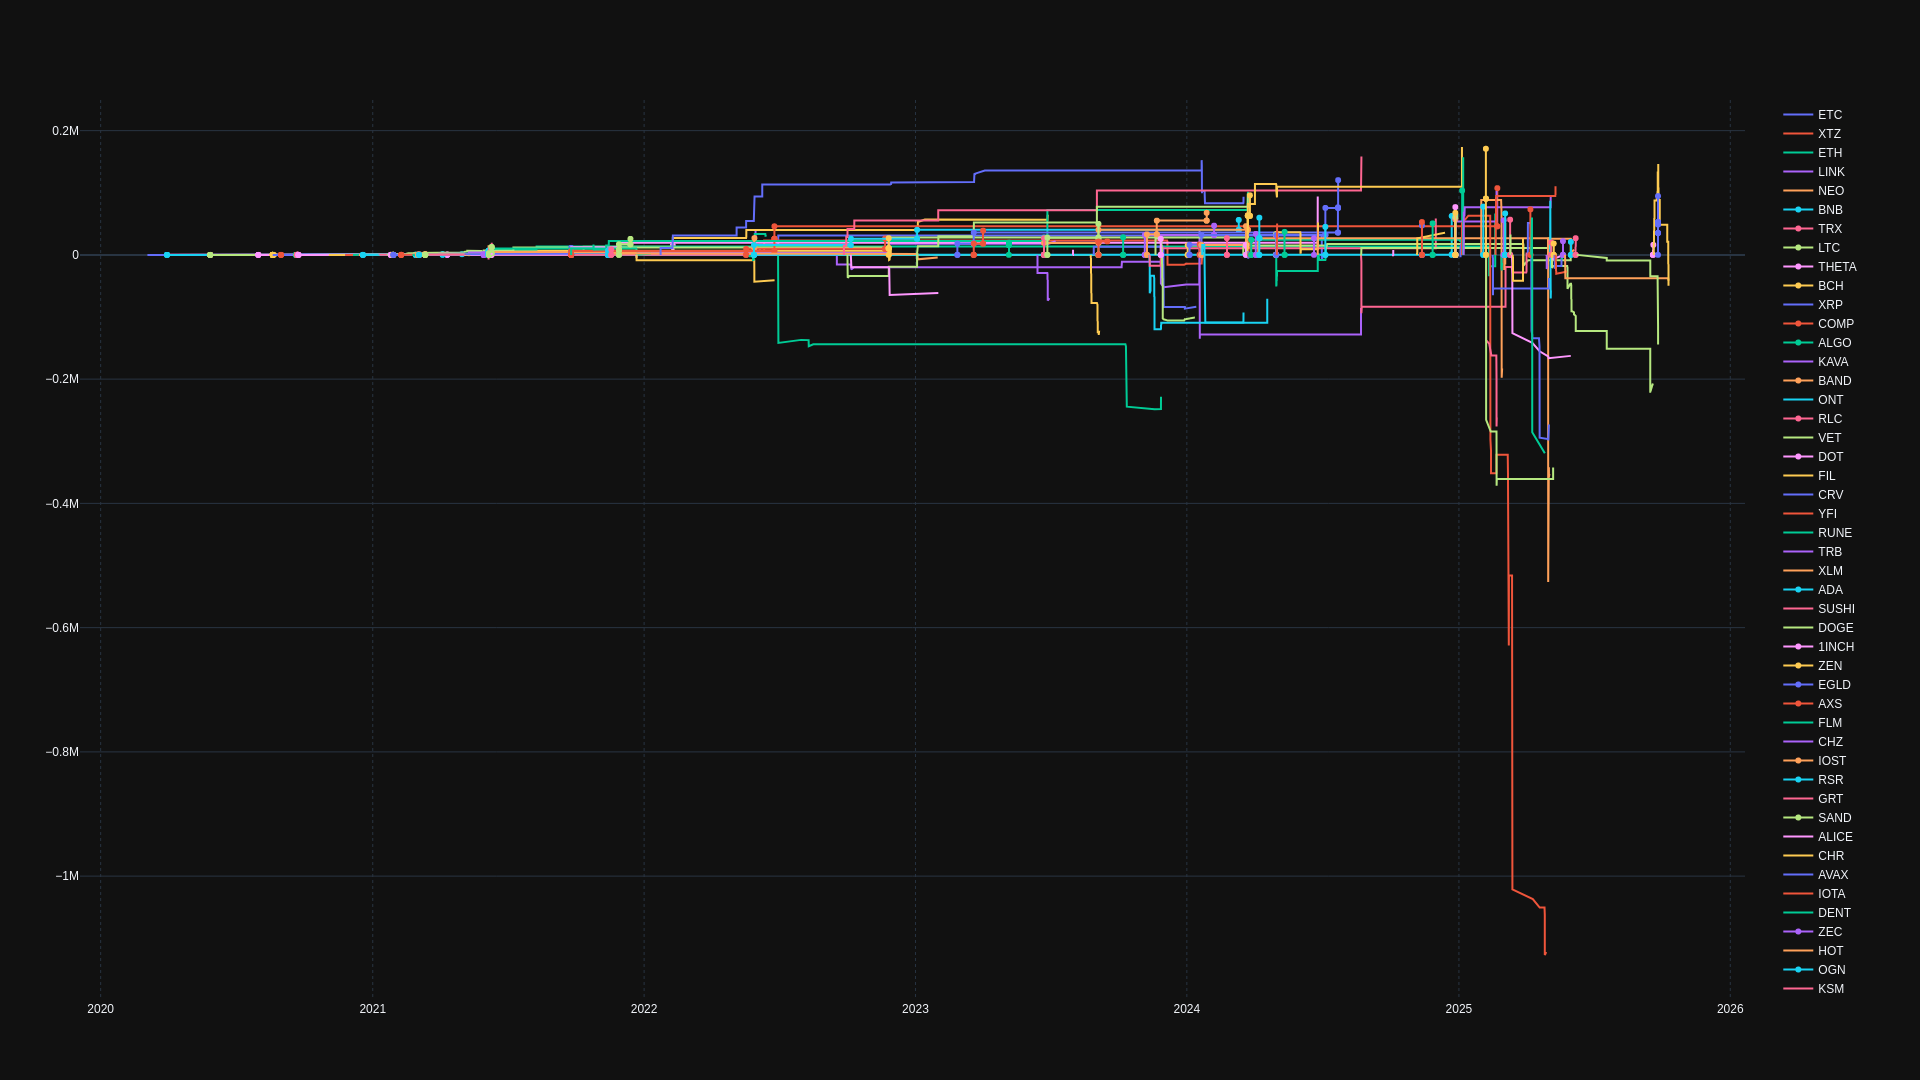 0.2M
0
−0.2M
−0.4M
−0.6M
−0.8M
−1M
2020
2021
2022
2023
2024
2025
2026
ETC
XTZ
ETH
LINK
NEO
BNB
TRX
LTC
THETA
BCH
XRP
COMP
ALGO
KAVA
BAND
ONT
RLC
VET
DOT
FIL
CRV
YFI
RUNE
TRB
XLM
ADA
SUSHI
DOGE
1INCH
ZEN
EGLD
AXS
FLM
CHZ
IOST
RSR
GRT
SAND
ALICE
CHR
AVAX
IOTA
DENT
ZEC
HOT
OGN
KSM